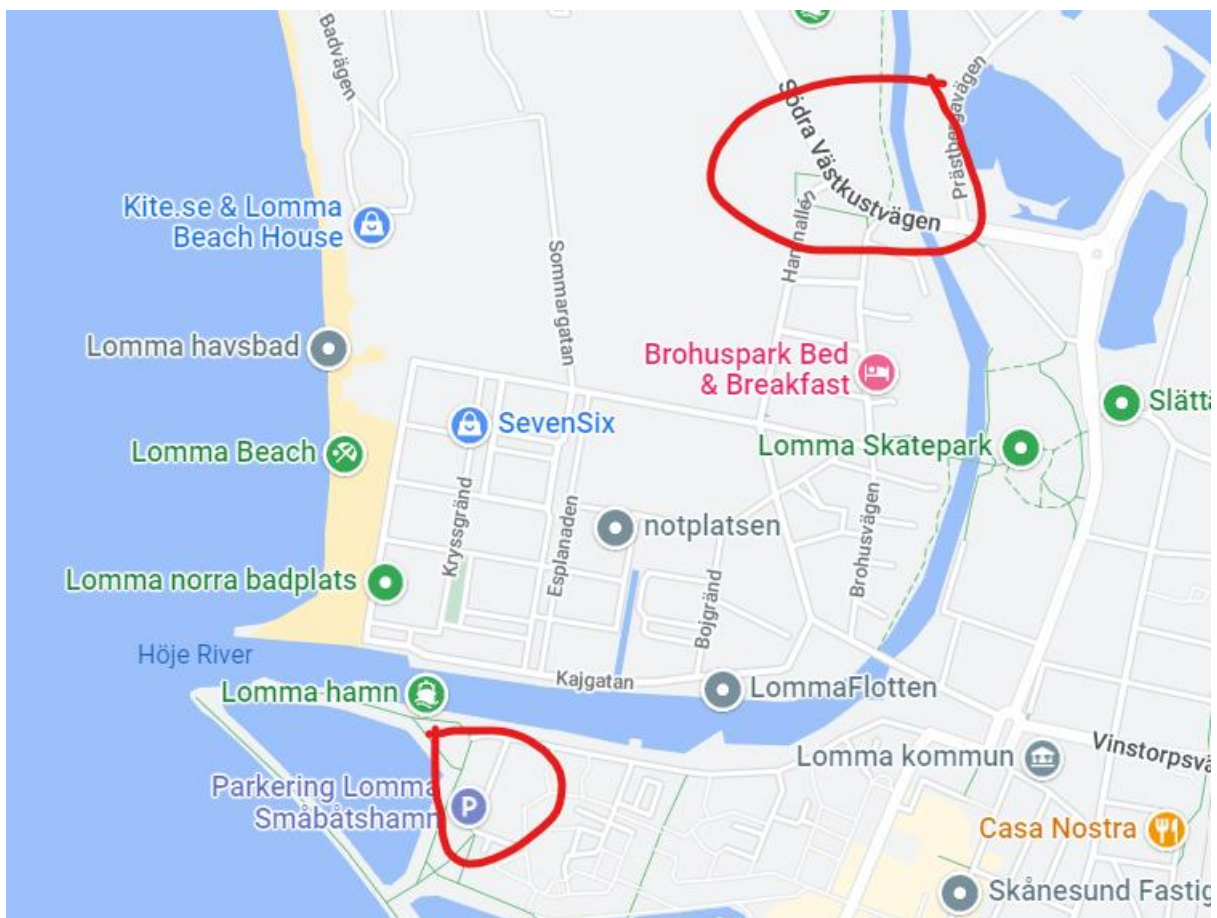 Badvägen
Södra Västkustvägen
Prästbergavägen
Kite.se & Lomma
Beach House
Sommargatan
Hamnallén
Lomma havsbad
Brohuspark Bed
& Breakfast
SevenSix
Slättä
Lomma Beach
Lomma Skatepark
Kryssgränd
Esplanaden
notplatsen
Brohusvägen
Lomma norra badplats
Bojgränd
Höje River
Kajgatan
Lomma hamn
LommaFlotten
Lomma kommun
Vinstorpsvä
Parkering Lomma
Småbåtshamn
P
Casa Nostra
Skånesund Fastig